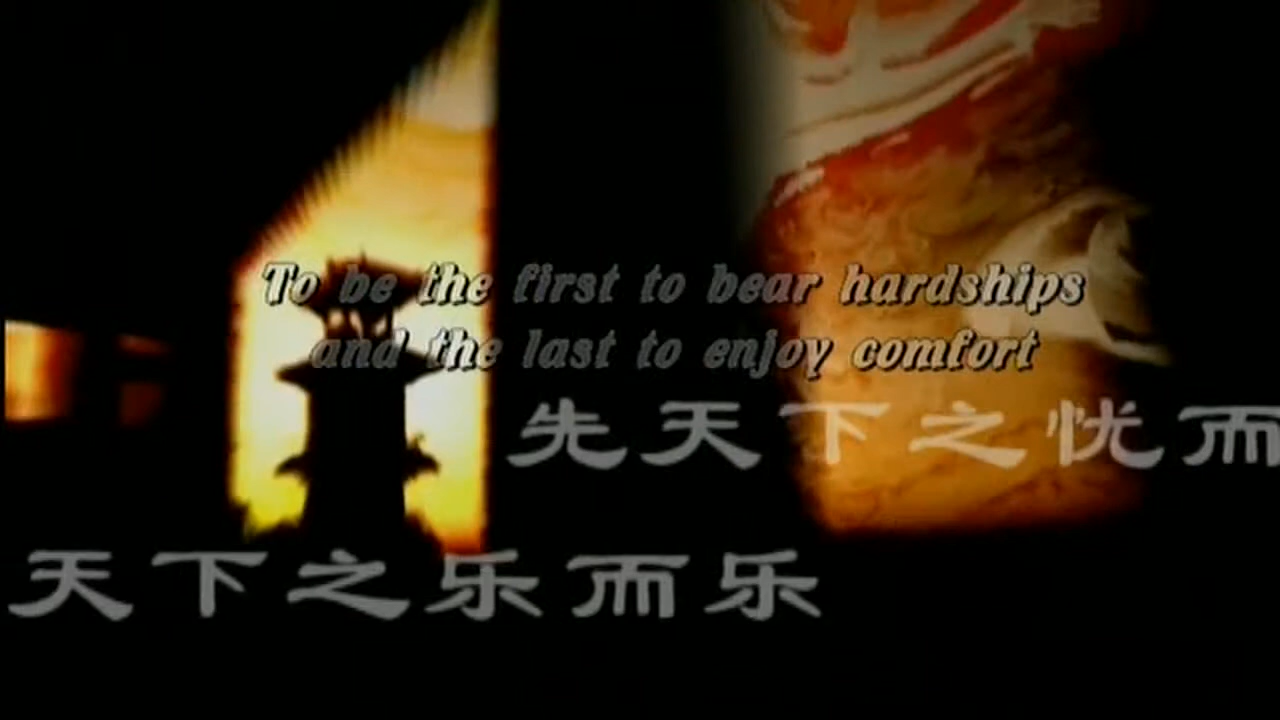 To be the first to bear hardships
and the last to enjoy comfort
先天下之忧而
天下之乐而乐